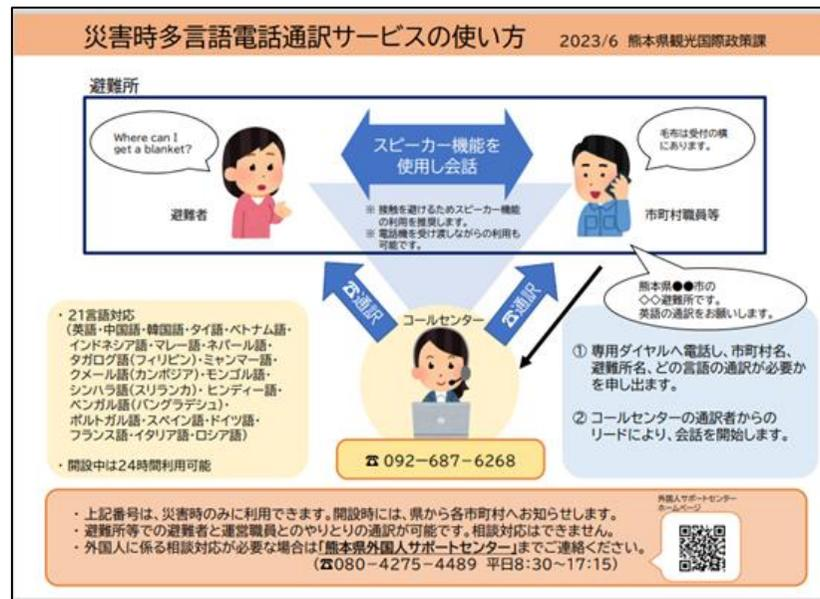 災害時多言語電話通訳サービスの使い方
2023/6 熊本県観光国際政策課
避難所
Where can I
get a blanket?
避難者
スピーカー機能を
使用し会話
※ 接触を避けるためスピーカー機能
の利用を推奨します。
※ 電話機を受け渡しながらの利用も
可能です。
毛布は受付の横
にあります。
市町村職員等
☎通訳
☎通訳
熊本県●●市の
◇◇避難所です。
英語の通訳をお願いします。
・ 21言語対応
(英語・中国語・韓国語・タイ語・ベトナム語・
インドネシア語・マレー語・ネパール語・
タガログ語(フィリピン)・ミャンマー語・
クメール語(カンボジア)・モンゴル語・
シンハラ語(スリランカ)・ヒンディー語・
ベンガル語(バングラデシュ)・
ポルトガル語・スペイン語・ドイツ語・
フランス語・イタリア語・ロシア語)
・ 開設中は24時間利用可能
コールセンター
☎ 092-687-6268
① 専用ダイヤルへ電話し、市町村名、
避難所名、どの言語の通訳が必要か
を申し出ます。
② コールセンターの通訳者からの
リードにより、会話を開始します。
・ 上記番号は、災害時のみに利用できます。開設時には、県から各市町村へお知らせします。
・ 避難所等での避難者と運営職員とのやりとりの通訳が可能です。相談対応はできません。
・ 外国人に係る相談対応が必要な場合は「熊本県外国人サポートセンター」までご連絡ください。
(☎080-4275-4489 平日8:30~17:15)
外国人サポートセンター
ホームページ